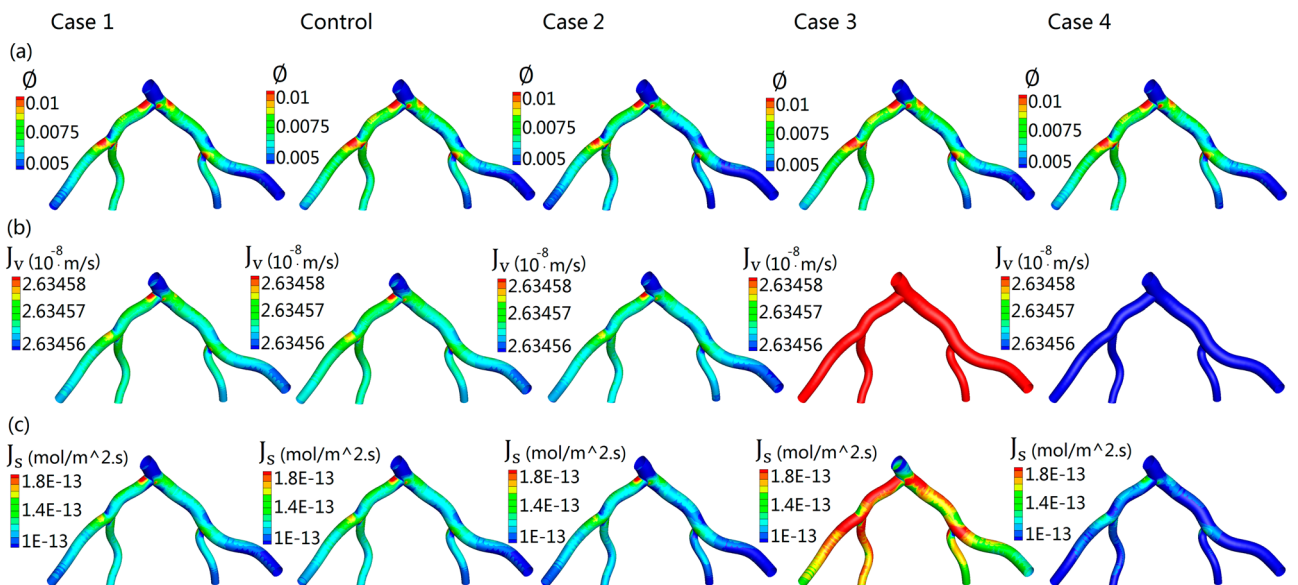 Case 1 Control Case 2 Case 3 Case 4
(a)
Ø Ø Ø Ø Ø
0.01 0.01 0.01 0.01 0.01
0.0075 0.0075 0.0075 0.0075 0.0075
0.005 0.005 0.005 0.005 0.005
(b)
Jv (10^-8·m/s) Jv (10^-8·m/s) Jv (10^-8·m/s) Jv (10^-8·m/s) Jv (10^-8·m/s)
2.63458 2.63458 2.63458 2.63458 2.63458
2.63457 2.63457 2.63457 2.63457 2.63457
2.63456 2.63456 2.63456 2.63456 2.63456
(c)
Js (mol/m^2.s) Js (mol/m^2.s) Js (mol/m^2.s) Js (mol/m^2.s) Js (mol/m^2.s)
1.8E-13 1.8E-13 1.8E-13 1.8E-13 1.8E-13
1.4E-13 1.4E-13 1.4E-13 1.4E-13 1.4E-13
1E-13 1E-13 1E-13 1E-13 1E-13